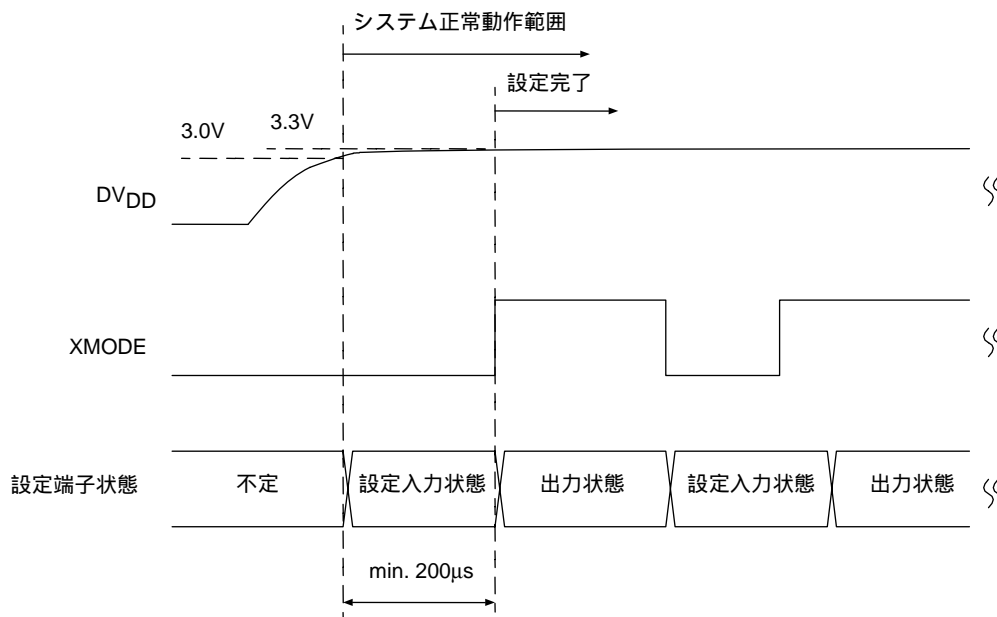 システム正常動作範囲
設定完了
3.0V
3.3V
DVDD
XMODE
設定端子状態
不定
設定入力状態
出力状態
設定入力状態
出力状態
min. 200μs